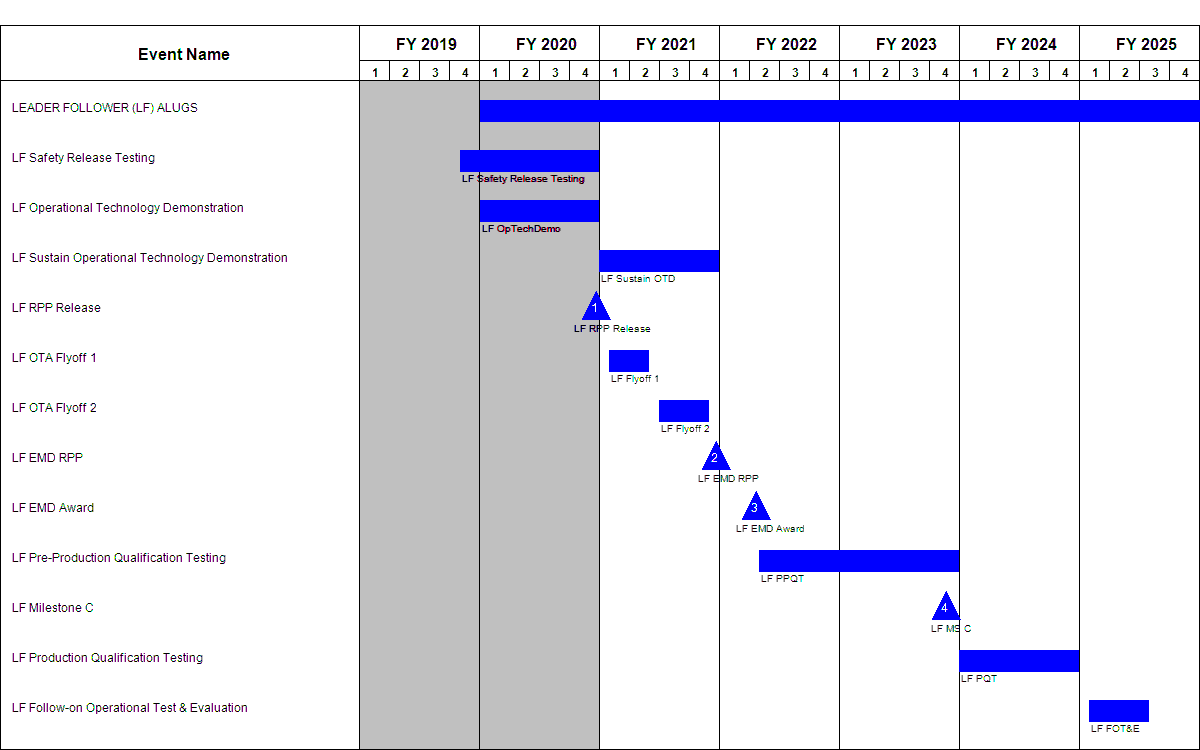 Event Name
FY 2019 FY 2020 FY 2021 FY 2022 FY 2023 FY 2024 FY 2025
1 2 3 4 1 2 3 4 1 2 3 4 1 2 3 4 1 2 3 4 1 2 3 4 1 2 3 4
LEADER FOLLOWER (LF) ALUGS
LF Safety Release Testing
LF Safety Release Testing
LF Operational Technology Demonstration
LF OpTechDemo
LF Sustain Operational Technology Demonstration
LF Sustain OTD
LF RPP Release
1
LF RPP Release
LF OTA Flyoff 1
LF Flyoff 1
LF OTA Flyoff 2
LF Flyoff 2
LF EMD RPP
2
LF EMD RPP
LF EMD Award
3
LF EMD Award
LF Pre-Production Qualification Testing
LF PPQT
LF Milestone C
4
LF MS C
LF Production Qualification Testing
LF PQT
LF Follow-on Operational Test & Evaluation
LF FOT&E